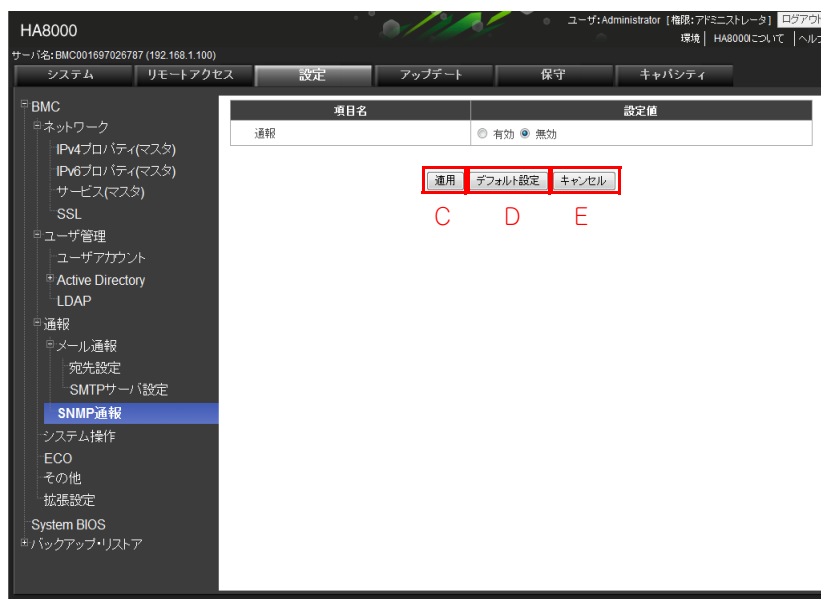 HA8000
ユーザ:Administrator [権限:アドミニストレータ] ログアウト
環境 | HA8000について | ヘルプ
サーバ名:BMC001697026787 (192.168.1.100)
システム リモートアクセス 設定 アップデート 保守 キャパシティ
BMC
ネットワーク
IPv4プロパティ(マスタ)
IPv6プロパティ(マスタ)
サービス(マスタ)
SSL
ユーザ管理
ユーザアカウント
Active Directory
LDAP
通報
メール通報
宛先設定
SMTPサーバ設定
SNMP通報
システム操作
ECO
その他
拡張設定
System BIOS
バックアップ・リストア
項目名 設定値
通報 有効 無効
適用 デフォルト設定 キャンセル
C D E